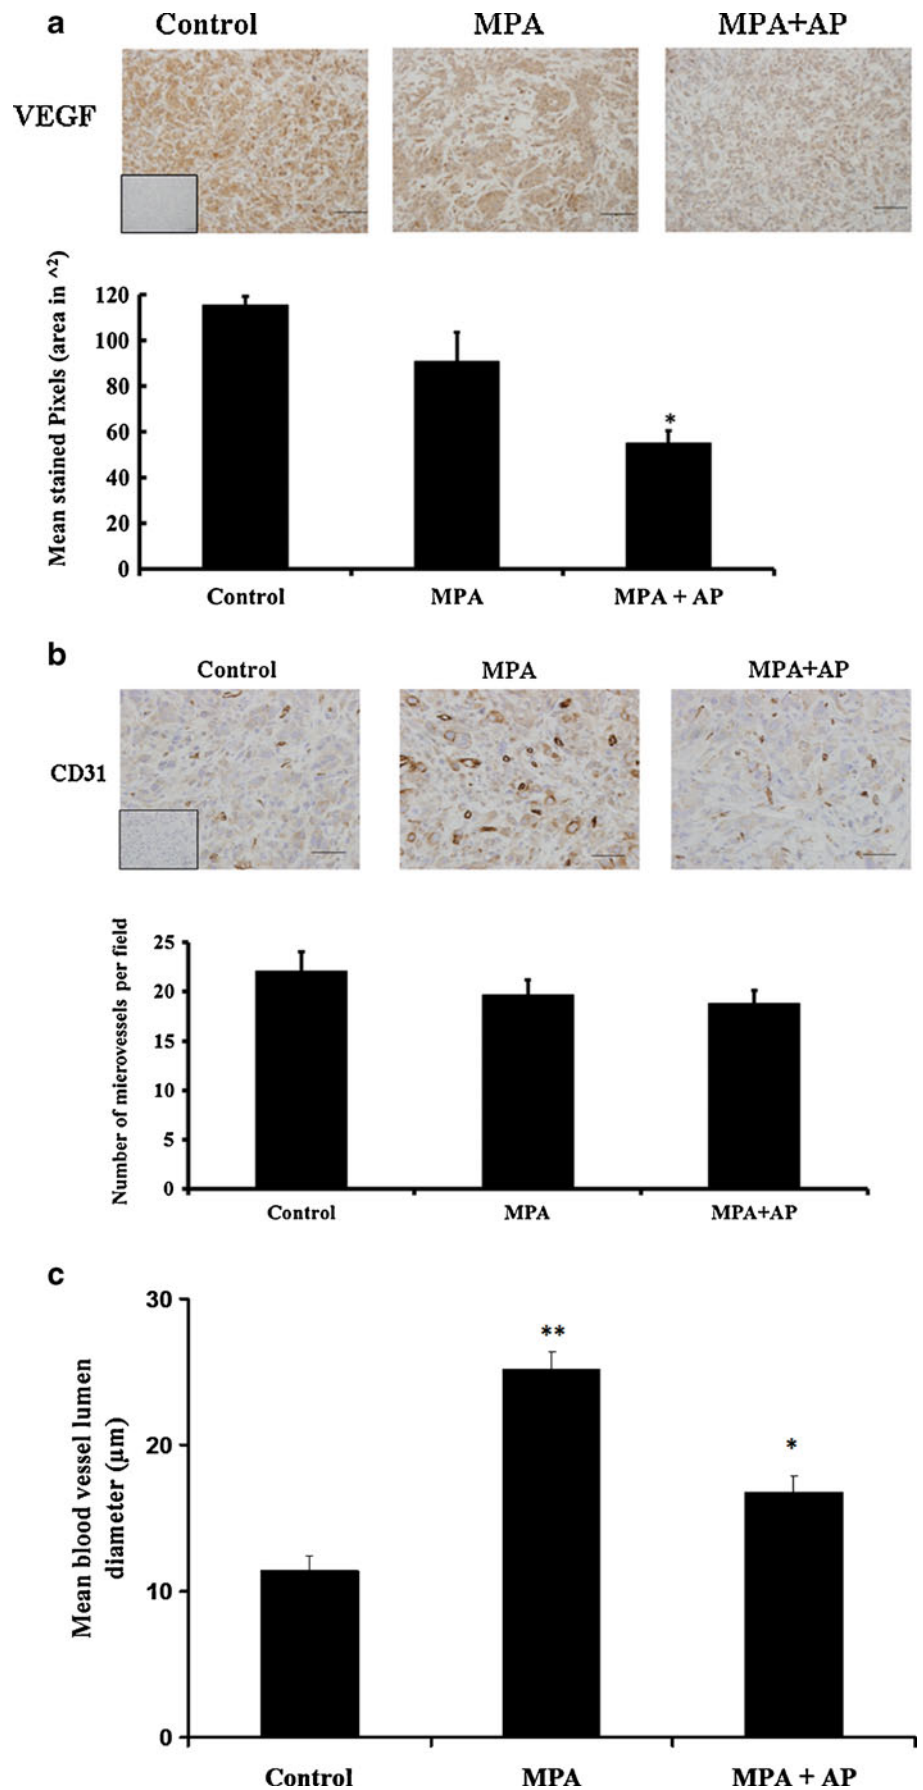 a
Control MPA MPA+AP
VEGF
Mean stained Pixels (area in ^2)
120
100
80
60
40
20
0
*
Control MPA MPA + AP
b
Control MPA MPA+AP
CD31
Number of microvessels per field
25
20
15
10
5
0
Control MPA MPA+AP
c
Mean blood vessel lumen
diameter (μm)
30
20
10
0
**
*
Control MPA MPA + AP